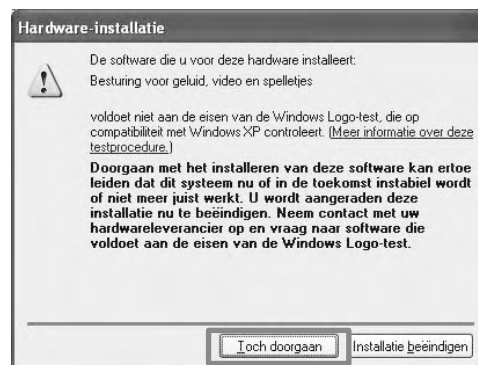 Hardware-installatie
De software die u voor deze hardware installeert:
Besturing voor geluid, video en spelletjes
voldoet niet aan de eisen van de Windows Logo-test, die op
compatibiliteit met Windows XP controleert. (Meer informatie over deze
testprocedure.)
Doorgaan met het installeren van deze software kan ertoe
leiden dat dit systeem nu of in de toekomst instabiel wordt
of niet meer juist werkt. U wordt aangeraden deze
installatie nu te beëindigen. Neem contact met uw
hardwareleverancier op en vraag naar software die
voldoet aan de eisen van de Windows Logo-test.
Toch doorgaan
Installatie beëindigen